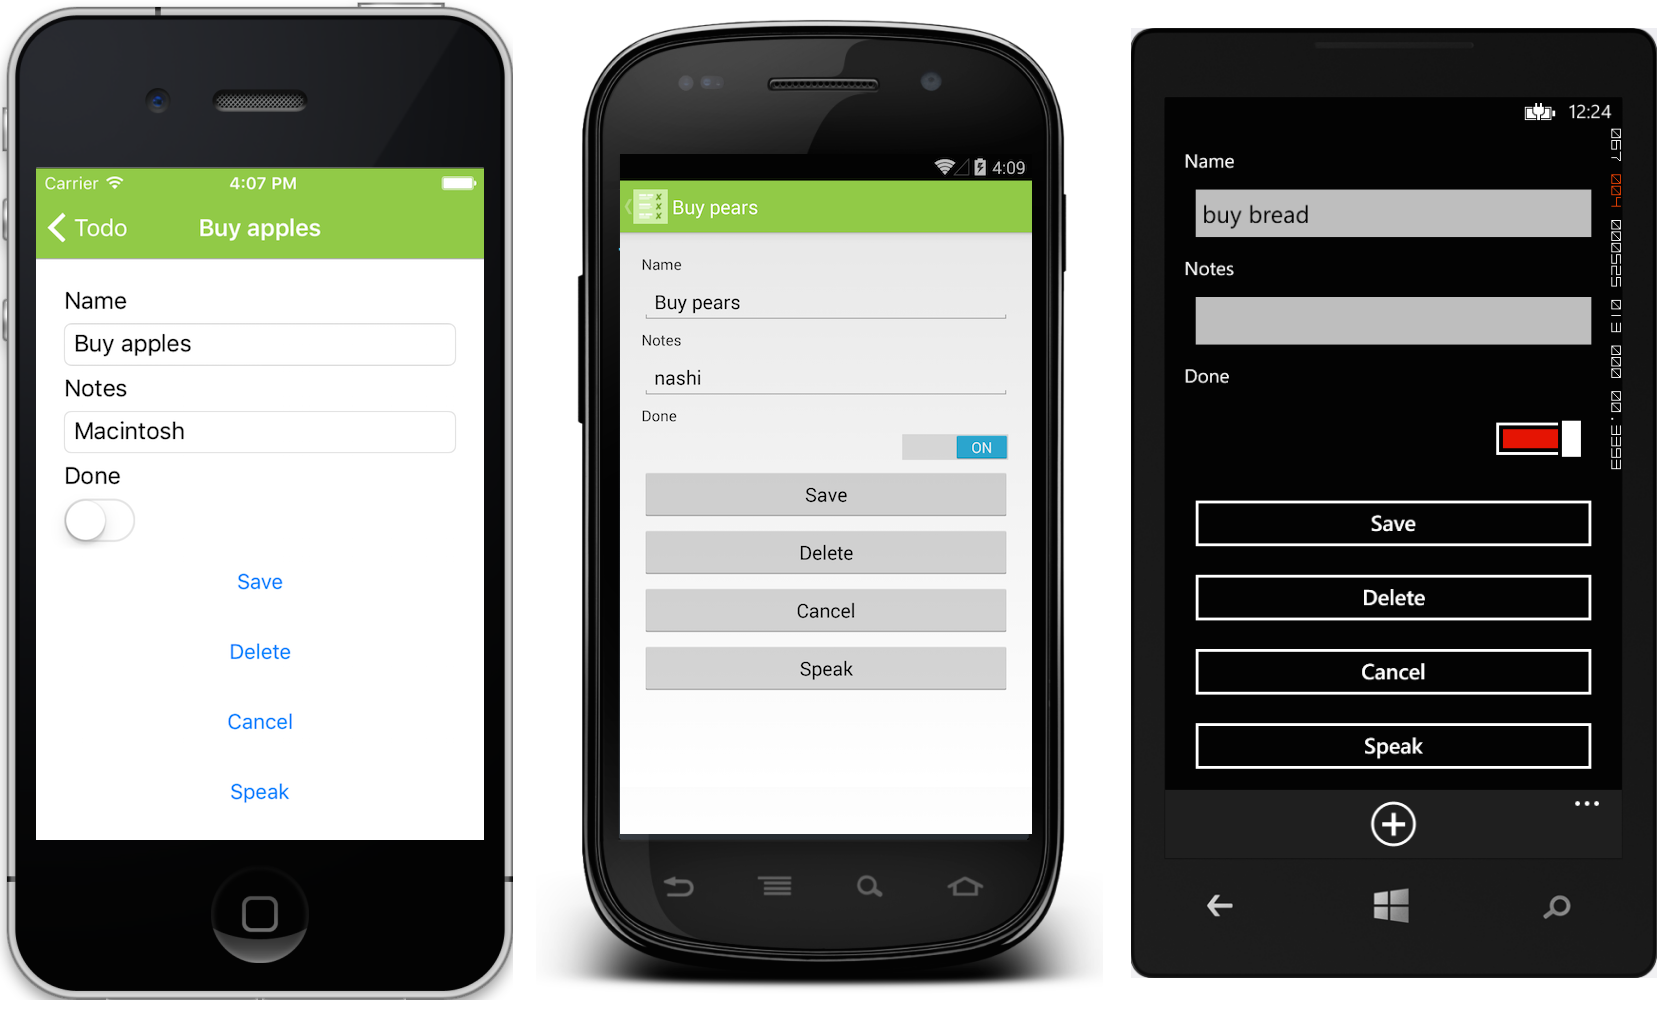 Carrier
4:07 PM
Todo
Buy apples
Name
Buy apples
Notes
Macintosh
Done
Save
Delete
Cancel
Speak
4:09
Buy pears
Name
Buy pears
Notes
nashi
Done
ON
Save
Delete
Cancel
Speak
12:24
Name
buy bread
Notes
Done
Save
Delete
Cancel
Speak